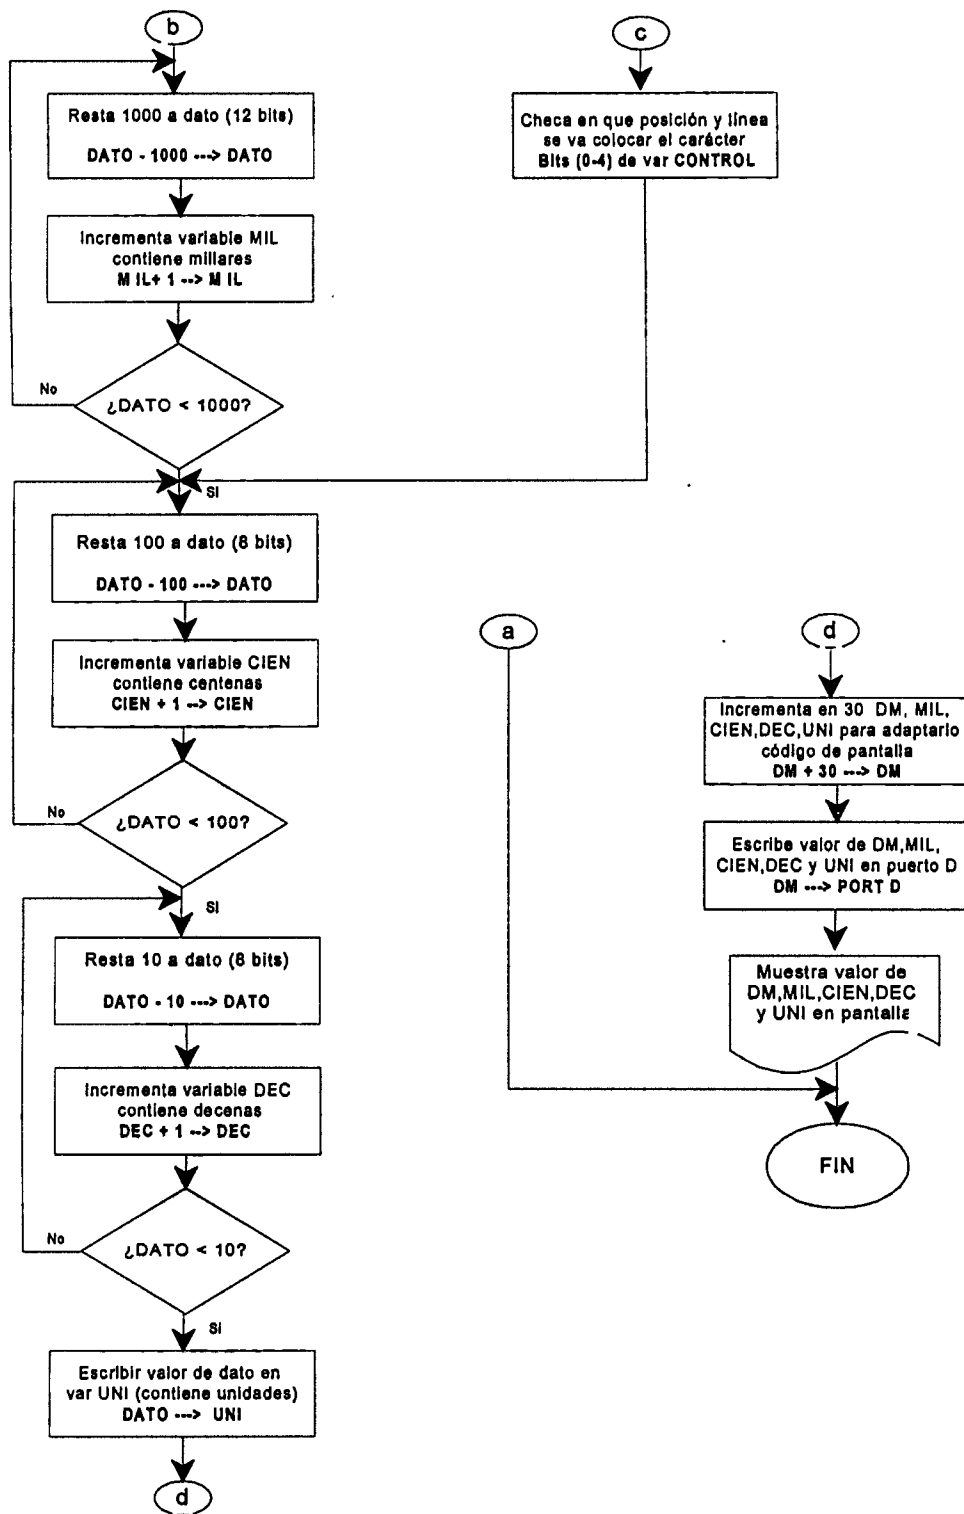 b
Resta 1000 a dato (12 bits)
DATO - 1000 ---> DATO
Incrementa variable MIL
contiene millares
MIL+ 1 --> MIL
¿DATO < 1000?
No
SI
Resta 100 a dato (8 bits)
DATO - 100 ---> DATO
Incrementa variable CIEN
contiene centenas
CIEN + 1 --> CIEN
¿DATO < 100?
No
SI
Resta 10 a dato (8 bits)
DATO - 10 ---> DATO
Incrementa variable DEC
contiene decenas
DEC + 1 --> DEC
¿DATO < 10?
No
SI
Escribir valor de dato en
var UNI (contiene unidades)
DATO ---> UNI
d
c
Checa en que posición y línea
se va colocar el carácter
Bits (0-4) de var CONTROL
a
d
Incrementa en 30 DM, MIL,
CIEN,DEC,UNI para adaptarlo
código de pantalla
DM + 30 ---> DM
Escribe valor de DM,MIL,
CIEN,DEC y UNI en puerto D
DM ---> PORT D
Muestra valor de
DM,MIL,CIEN,DEC
y UNI en pantalla
FIN